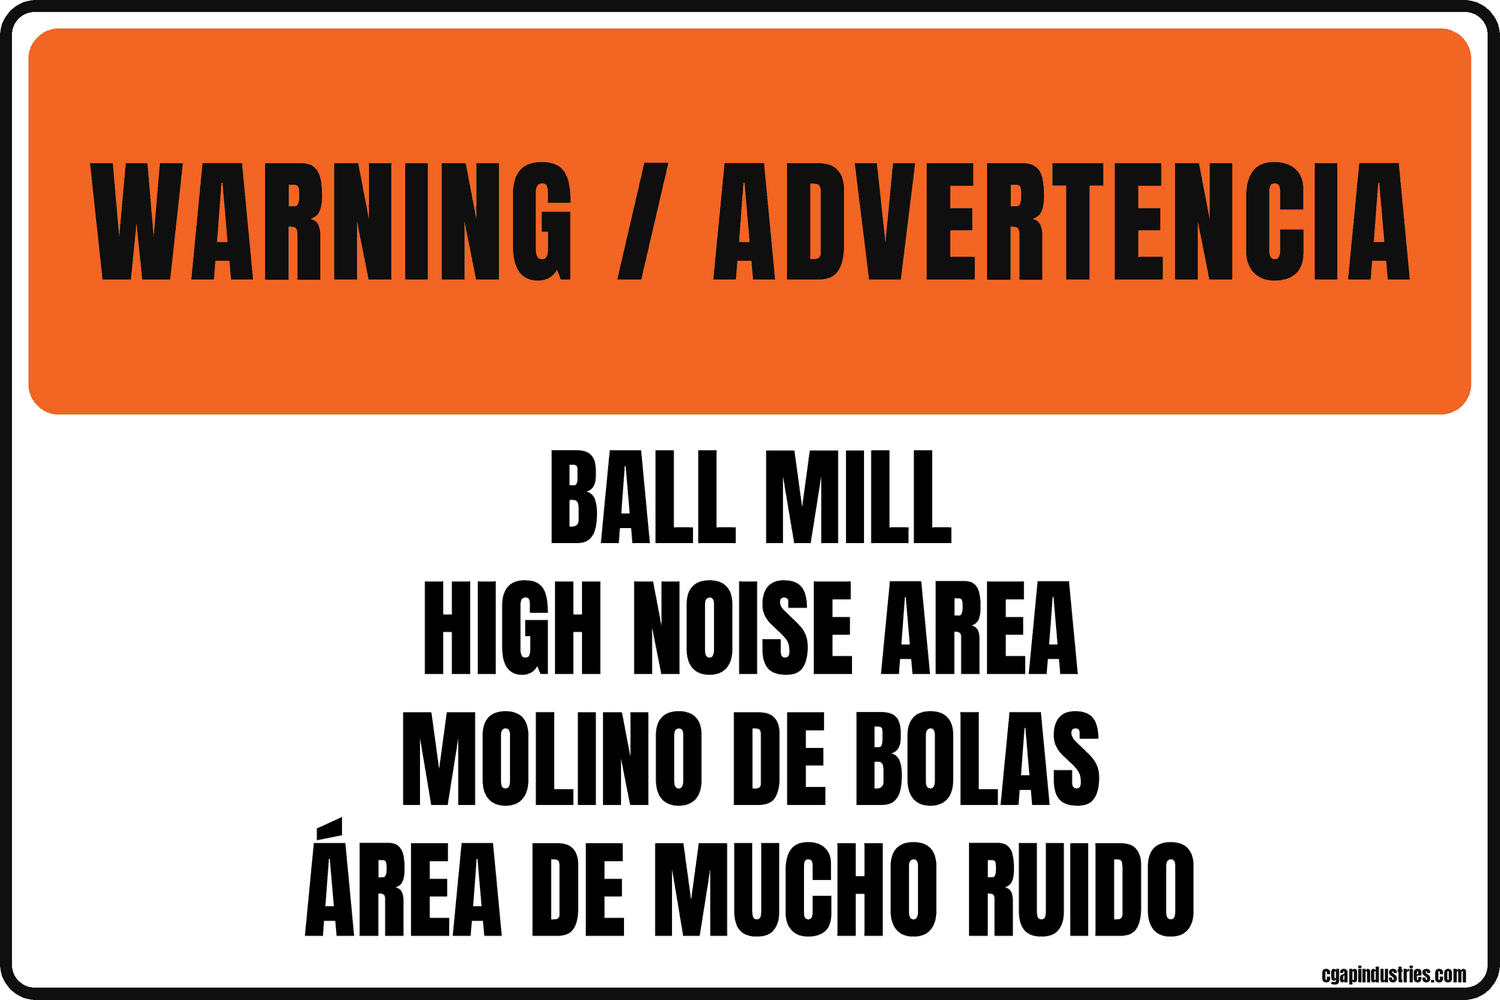 WARNING / ADVERTENCIA
BALL MILL
HIGH NOISE AREA
MOLINO DE BOLAS
ÁREA DE MUCHO RUIDO
cgapindustries.com